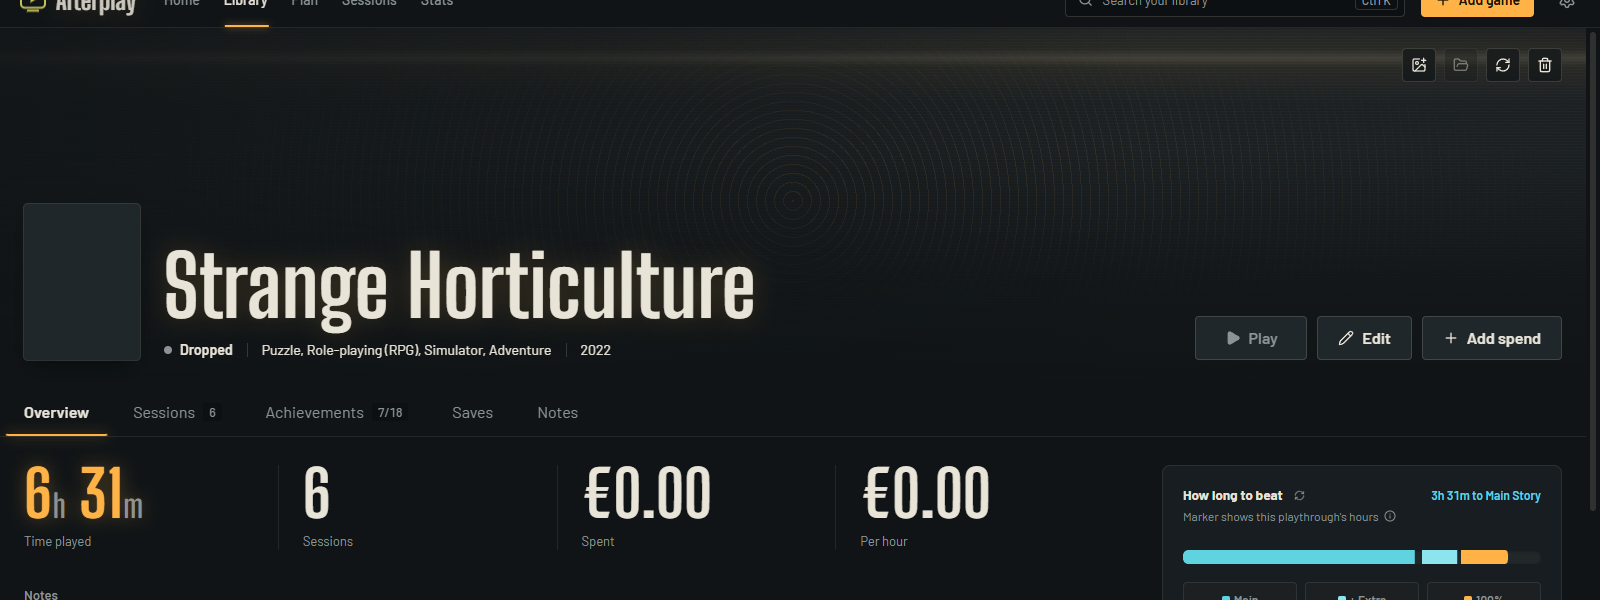 Afterplay Home Library Plan Sessions Stats Search your library Ctrl K + Add game
Strange Horticulture
Dropped Puzzle, Role-playing (RPG), Simulator, Adventure 2022
Play Edit + Add spend
Overview Sessions 6 Achievements 7/18 Saves Notes
6h 31m 6 €0.00 €0.00
Time played Sessions Spent Per hour
How long to beat 3h 31m to Main Story
Marker shows this playthrough's hours
Main + Extra 100%
Notes